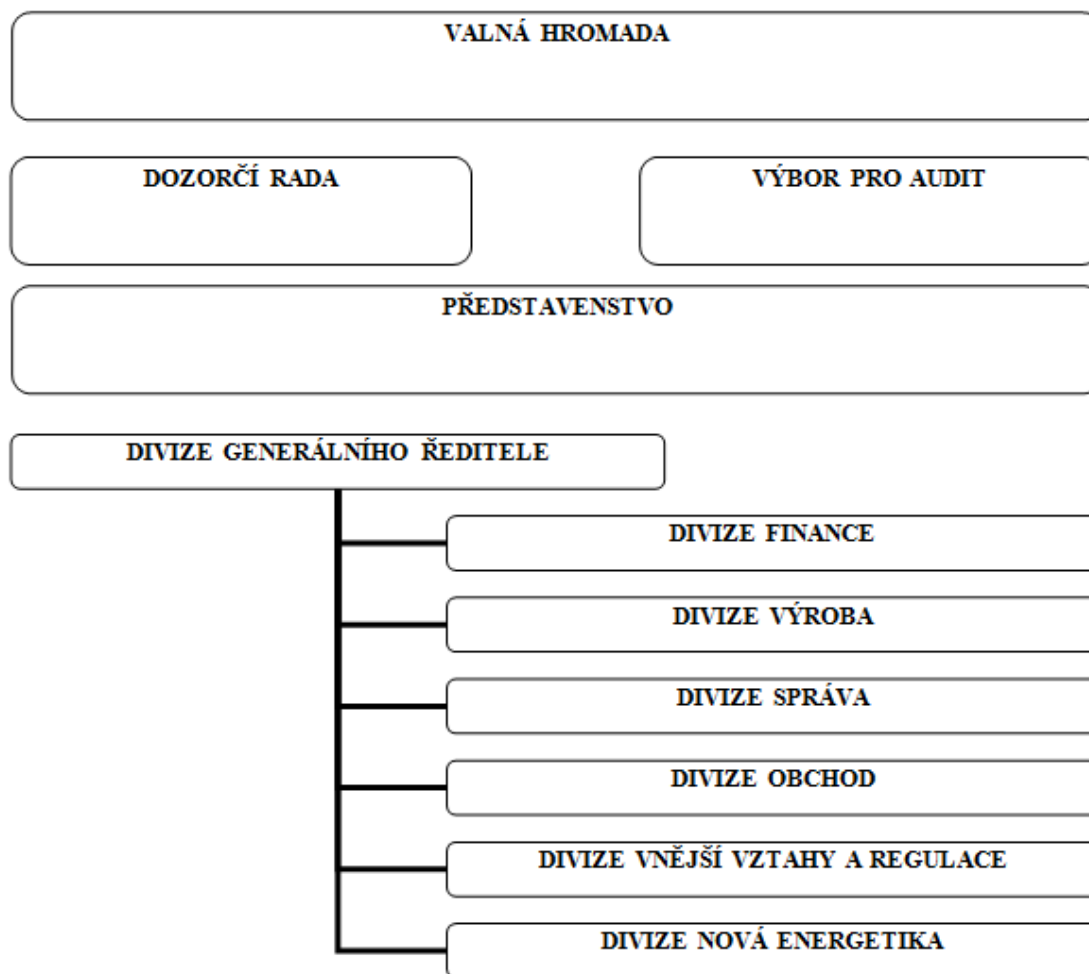 VALNÁ HROMADA
DOZORČÍ RADA
VÝBOR PRO AUDIT
PŘEDSTAVENSTVO
DIVIZE GENERÁLNÍHO ŘEDITELE
DIVIZE FINANCE
DIVIZE VÝROBA
DIVIZE SPRÁVA
DIVIZE OBCHOD
DIVIZE VNĚJŠÍ VZTAHY A REGULACE
DIVIZE NOVÁ ENERGETIKA